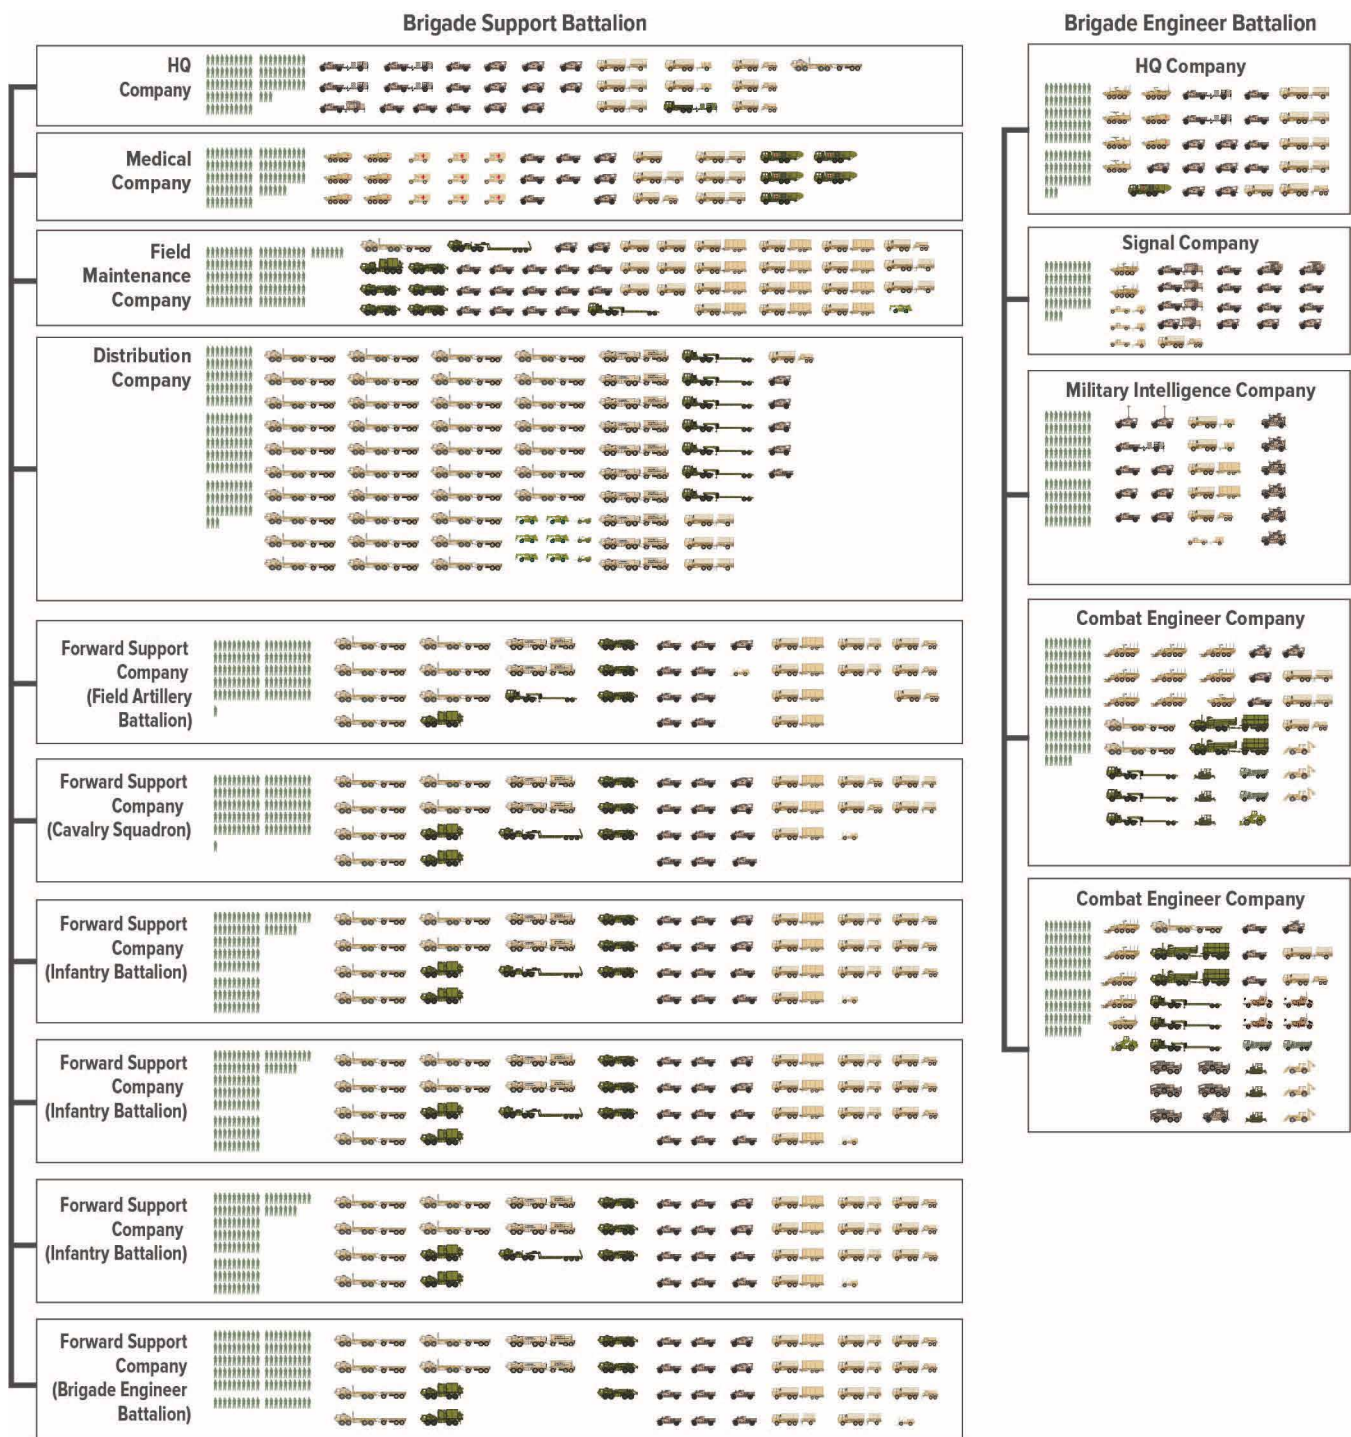 Brigade Support Battalion
HQ
Company
Medical
Company
Field
Maintenance
Company
Distribution
Company
Forward Support
Company
(Field Artillery
Battalion)
Forward Support
Company
(Cavalry Squadron)
Forward Support
Company
(Infantry Battalion)
Forward Support
Company
(Infantry Battalion)
Forward Support
Company
(Infantry Battalion)
Forward Support
Company
(Brigade Engineer
Battalion)
Brigade Engineer Battalion
HQ Company
Signal Company
Military Intelligence Company
Combat Engineer Company
Combat Engineer Company